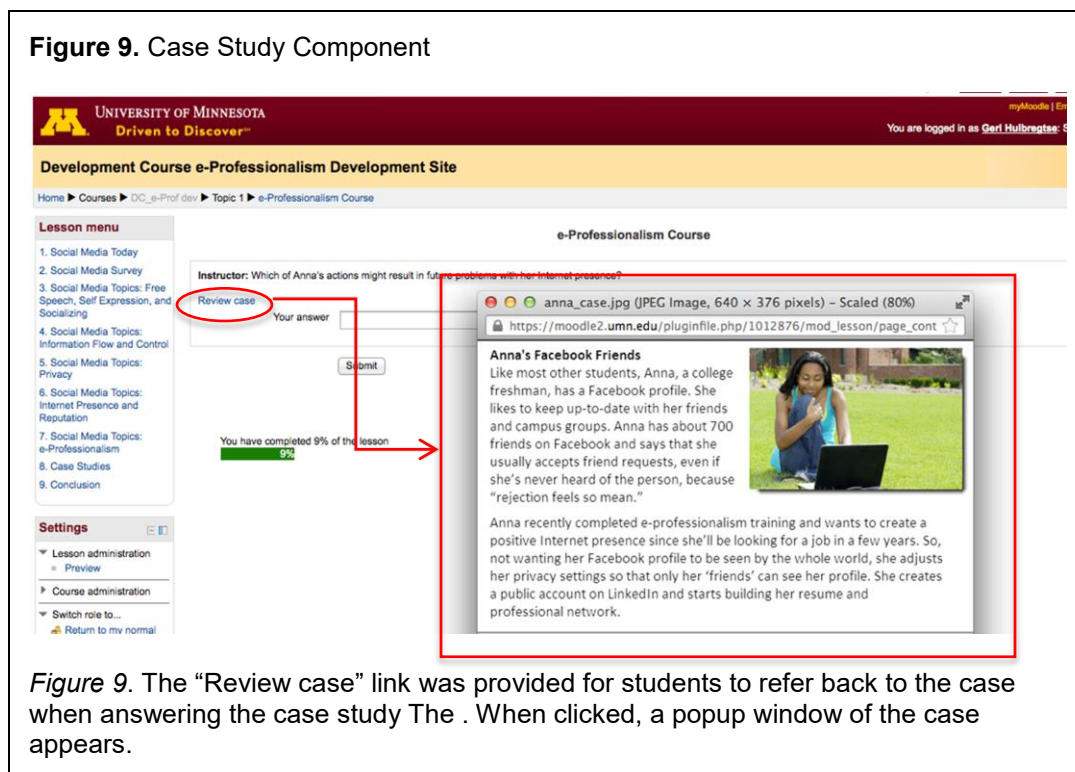 Figure 9. Case Study Component
UNIVERSITY OF MINNESOTA
Driven to Discover℠
myMoodle | Em
You are logged in as Geri Hulbregtse: S
Development Course e-Professionalism Development Site
Home ▶ Courses ▶ DC_e-Prof dev ▶ Topic 1 ▶ e-Professionalism Course
Lesson menu
1. Social Media Today
2. Social Media Survey
3. Social Media Topics: Free
Speech, Self Expression, and
Socializing
4. Social Media Topics:
Information Flow and Control
5. Social Media Topics:
Privacy
6. Social Media Topics:
Internet Presence and
Reputation
7. Social Media Topics:
e-Professionalism
8. Case Studies
9. Conclusion
Settings
Lesson administration
Preview
Course administration
Switch role to...
Return to my normal
e-Professionalism Course
Instructor: Which of Anna's actions might result in future problems with her Internet presence?
Review case
Your answer
Submit
You have completed 9% of the lesson
9%
anna_case.jpg (JPEG Image, 640 × 376 pixels) – Scaled (80%)
https://moodle2.umn.edu/pluginfile.php/1012876/mod_lesson/page_cont
Anna's Facebook Friends
Like most other students, Anna, a college
freshman, has a Facebook profile. She
likes to keep up-to-date with her friends
and campus groups. Anna has about 700
friends on Facebook and says that she
usually accepts friend requests, even if
she's never heard of the person, because
"rejection feels so mean."
Anna recently completed e-professionalism training and wants to create a
positive Internet presence since she'll be looking for a job in a few years. So,
not wanting her Facebook profile to be seen by the whole world, she adjusts
her privacy settings so that only her 'friends' can see her profile. She creates
a public account on LinkedIn and starts building her resume and
professional network.
Figure 9. The “Review case” link was provided for students to refer back to the case
when answering the case study The . When clicked, a popup window of the case
appears.